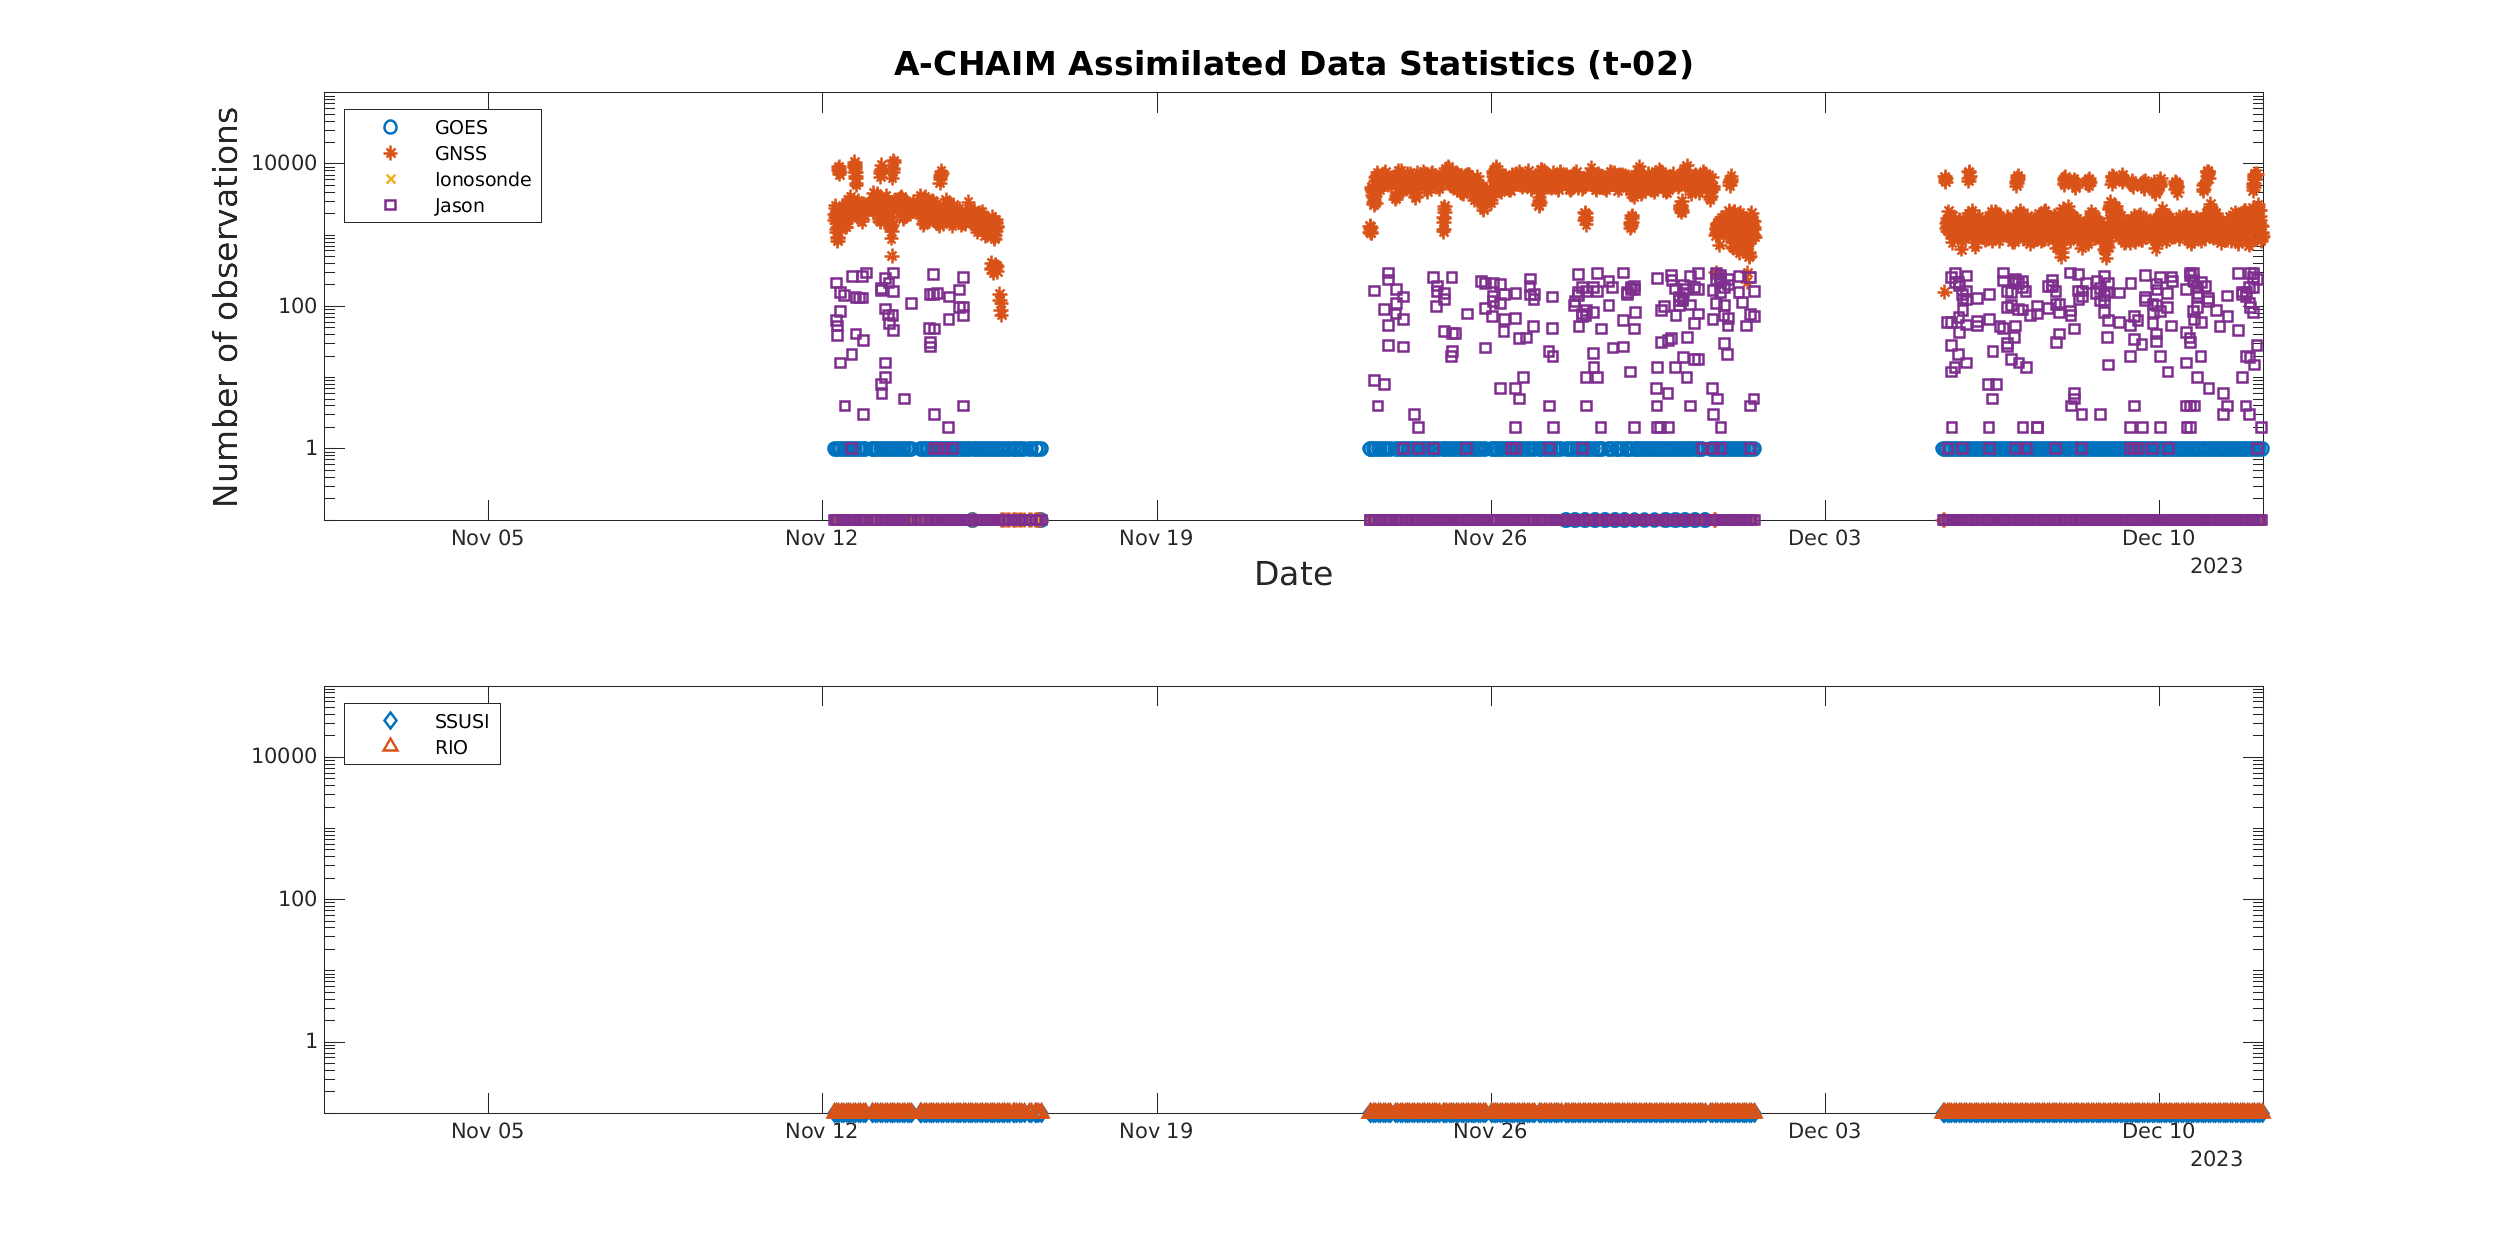 A-CHAIM Assimilated Data Statistics (t-02)
Number of observations
10000
100
1
GOES
GNSS
Ionosonde
Jason
Nov 05
Nov 12
Nov 19
Nov 26
Dec 03
Dec 10
2023
Date
10000
100
1
SSUSI
RIO
Nov 05
Nov 12
Nov 19
Nov 26
Dec 03
Dec 10
2023